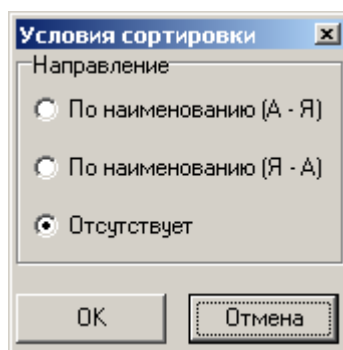 Условия сортировки
Направление
По наименованию (А - Я)
По наименованию (Я - А)
Отсутствует
OK
Отмена